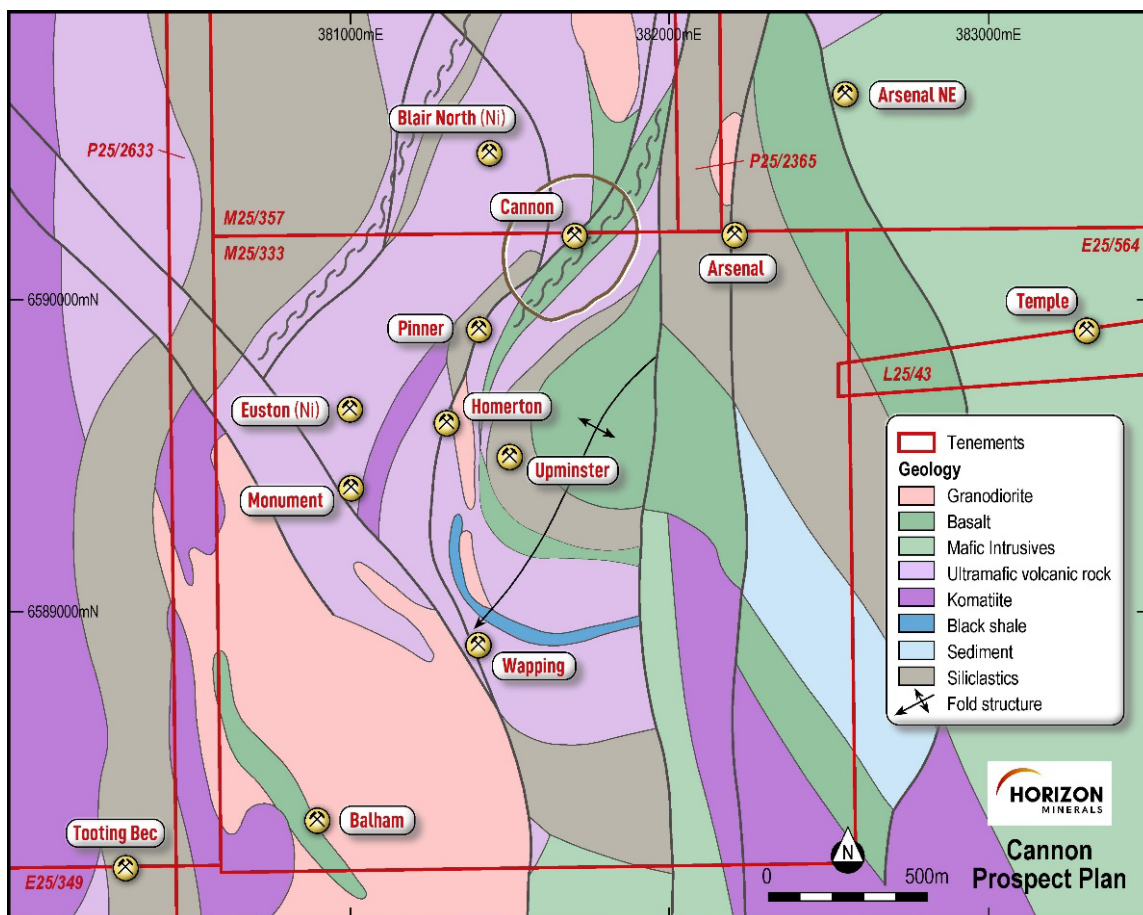 381000mE
382000mE
383000mE
Arsenal NE
Blair North (Ni)
P25/2633
P25/2365
Cannon
M25/357
M25/333
Arsenal
E25/564
6590000mN
Temple
Pinner
L25/43
Euston (Ni)
Homerton
Upminster
Monument
Tenements
Geology
Granodiorite
Basalt
Mafic Intrusives
Ultramafic volcanic rock
Komatiite
Black shale
Sediment
Siliclastics
Fold structure
6589000mN
Wapping
HORIZON
MINERALS
Balham
Tooting Bec
E25/349
N
0 500m
Cannon
Prospect Plan